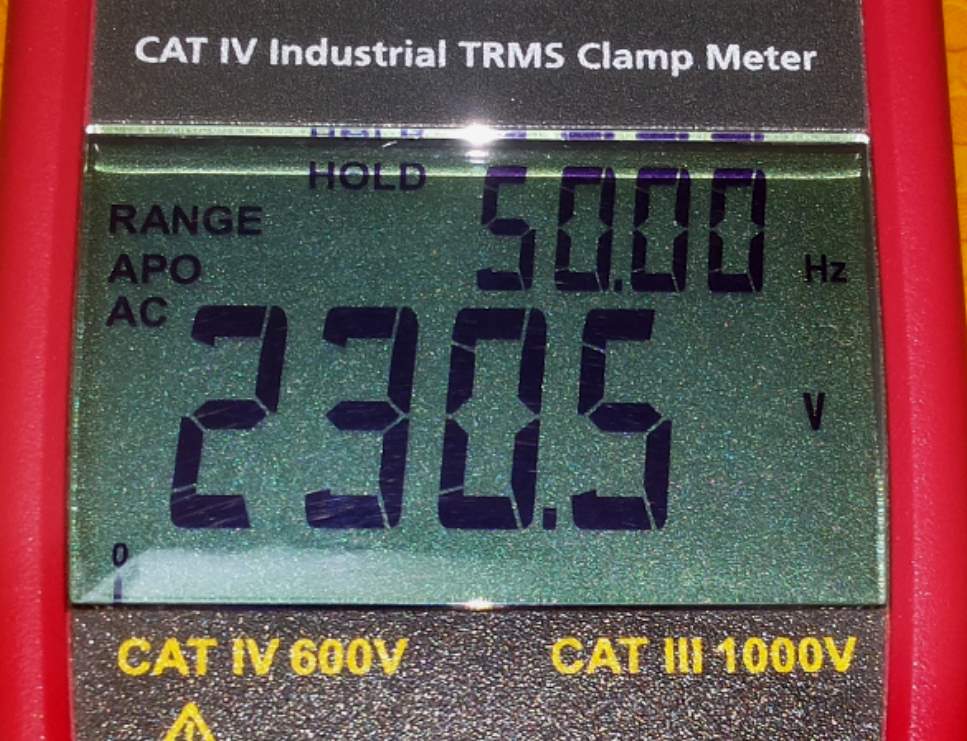 CAT IV Industrial TRMS Clamp Meter
HOLD
50.00 Hz
RANGE
APO
AC
230.5 V
0
CAT IV 600V CAT III 1000V